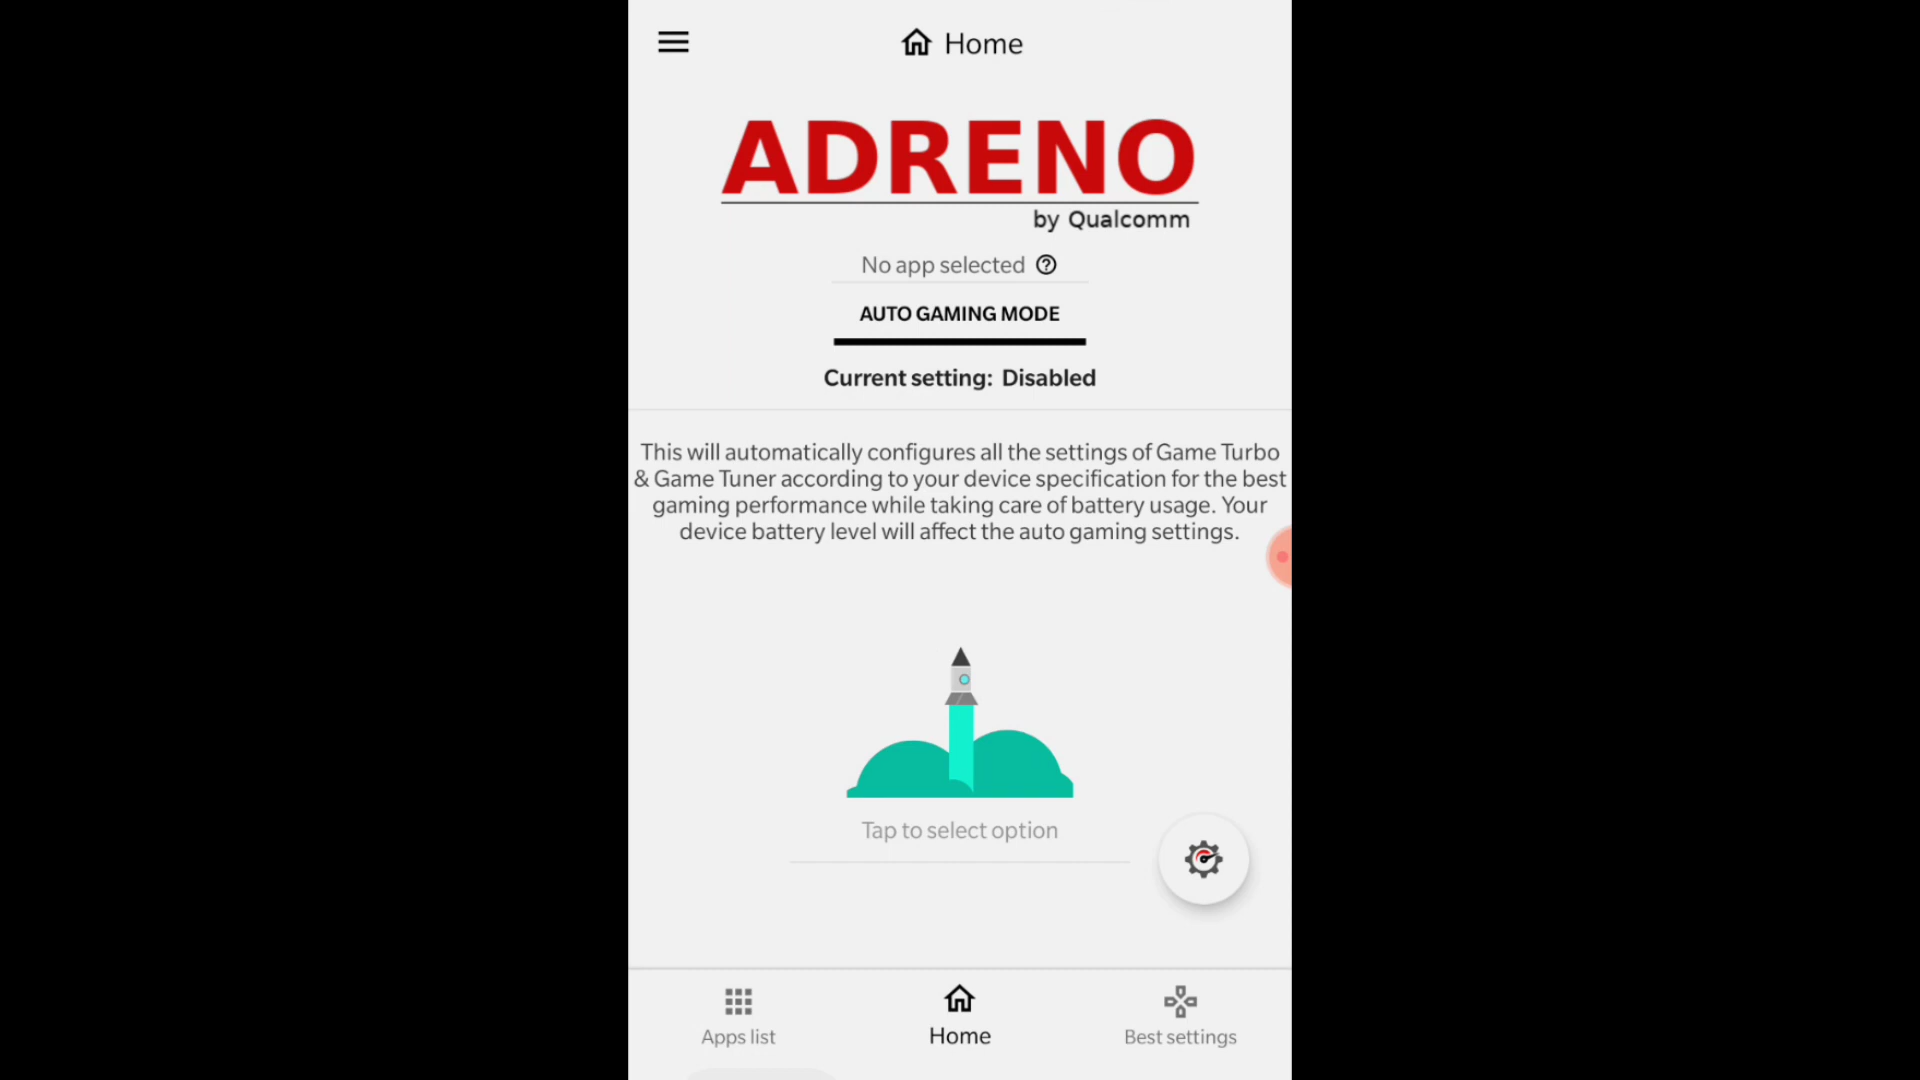 Home
ADRENO
by Qualcomm
No app selected
AUTO GAMING MODE
Current setting: Disabled
This will automatically configures all the settings of Game Turbo
& Game Tuner according to your device specification for the best
gaming performance while taking care of battery usage. Your
device battery level will affect the auto gaming settings.
Tap to select option
Apps list
Home
Best settings